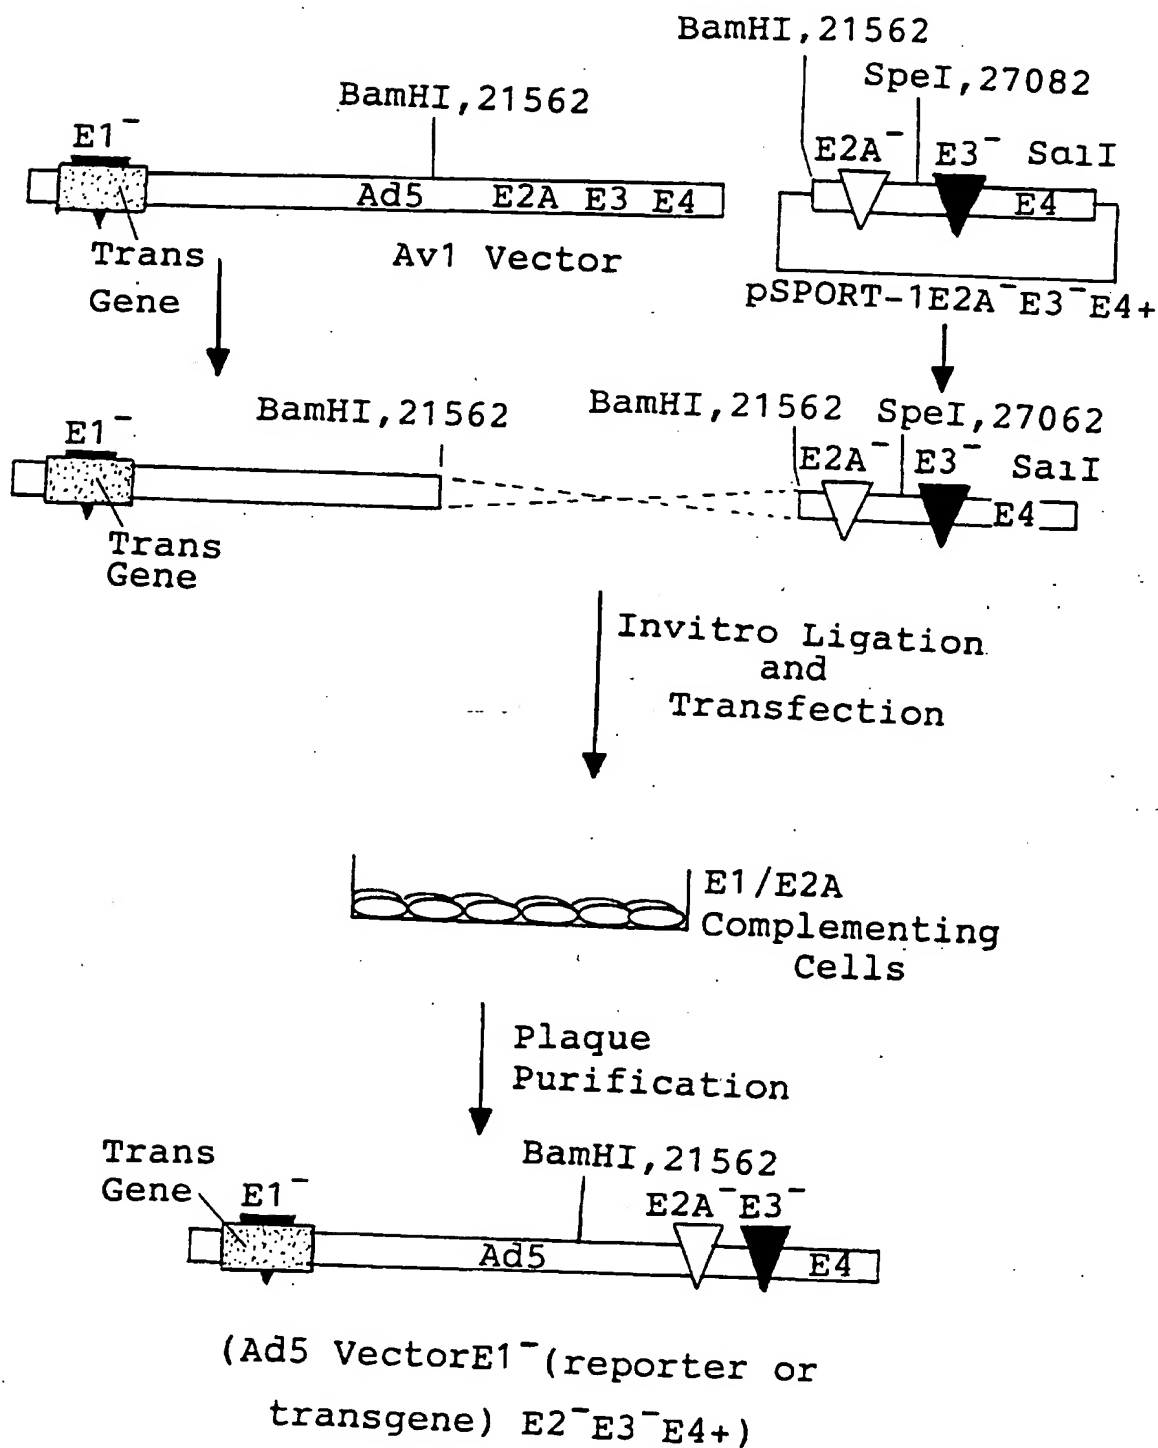 BamHI,21562
SpeI,27082
BamHI,21562
E1-
E2A- E3- SalI
Ad5 E2A E3 E4
E4
Trans
Gene
Av1 Vector
pSPORT-1E2A-E3-E4+
BamHI,21562
BamHI,21562 SpeI,27062
E1-
E2A- E3- SalI
E4
Trans
Gene
Invitro Ligation
and
Transfection
E1/E2A
Complementing
Cells
Plaque
Purification
Trans
Gene
E1-
BamHI,21562
E2A-E3-
Ad5
E4
(Ad5 VectorE1-(reporter or
transgene) E2-E3-E4+)